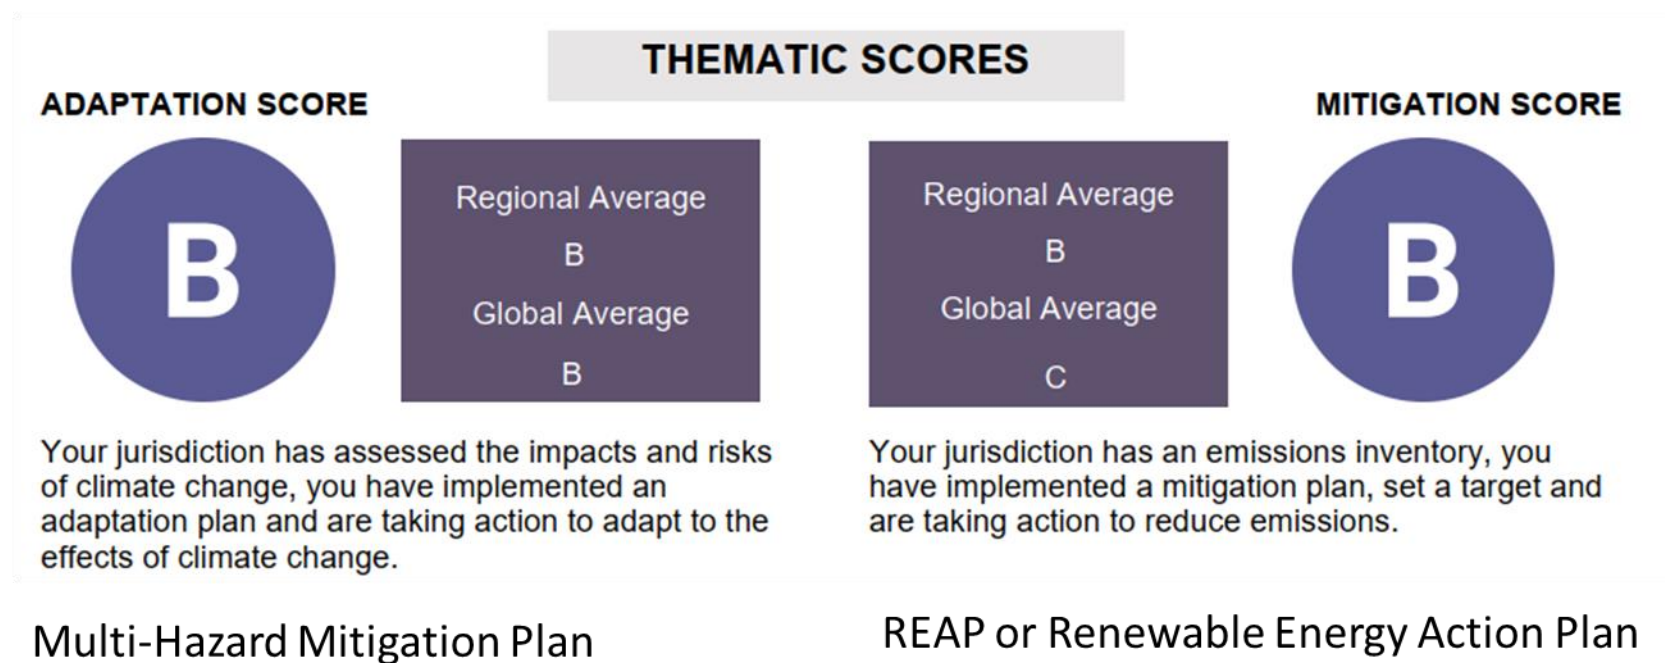 THEMATIC SCORES
ADAPTATION SCORE
B
Regional Average
B
Global Average
B
Your jurisdiction has assessed the impacts and risks
of climate change, you have implemented an
adaptation plan and are taking action to adapt to the
effects of climate change.
Multi-Hazard Mitigation Plan
MITIGATION SCORE
Regional Average
B
Global Average
C
B
Your jurisdiction has an emissions inventory, you
have implemented a mitigation plan, set a target and
are taking action to reduce emissions.
REAP or Renewable Energy Action Plan